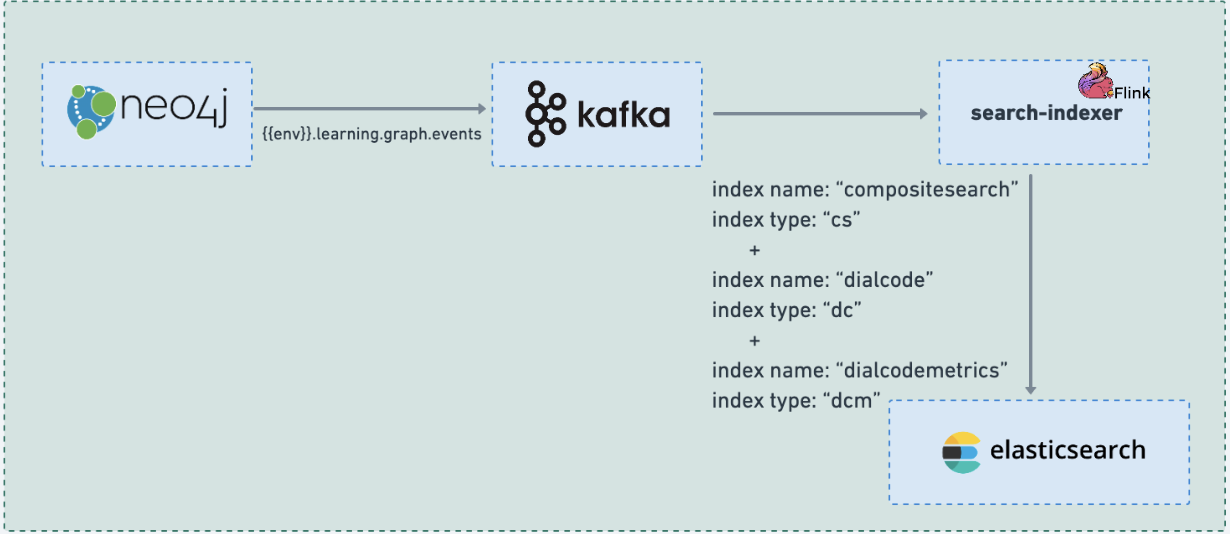 neo4j
{{env}}.learning.graph.events
kafka
Flink
search-indexer
index name: “compositesearch”
index type: “cs”
+
index name: “dialcode”
index type: “dc”
+
index name: “dialcodemetrics”
index type: “dcm”
elasticsearch